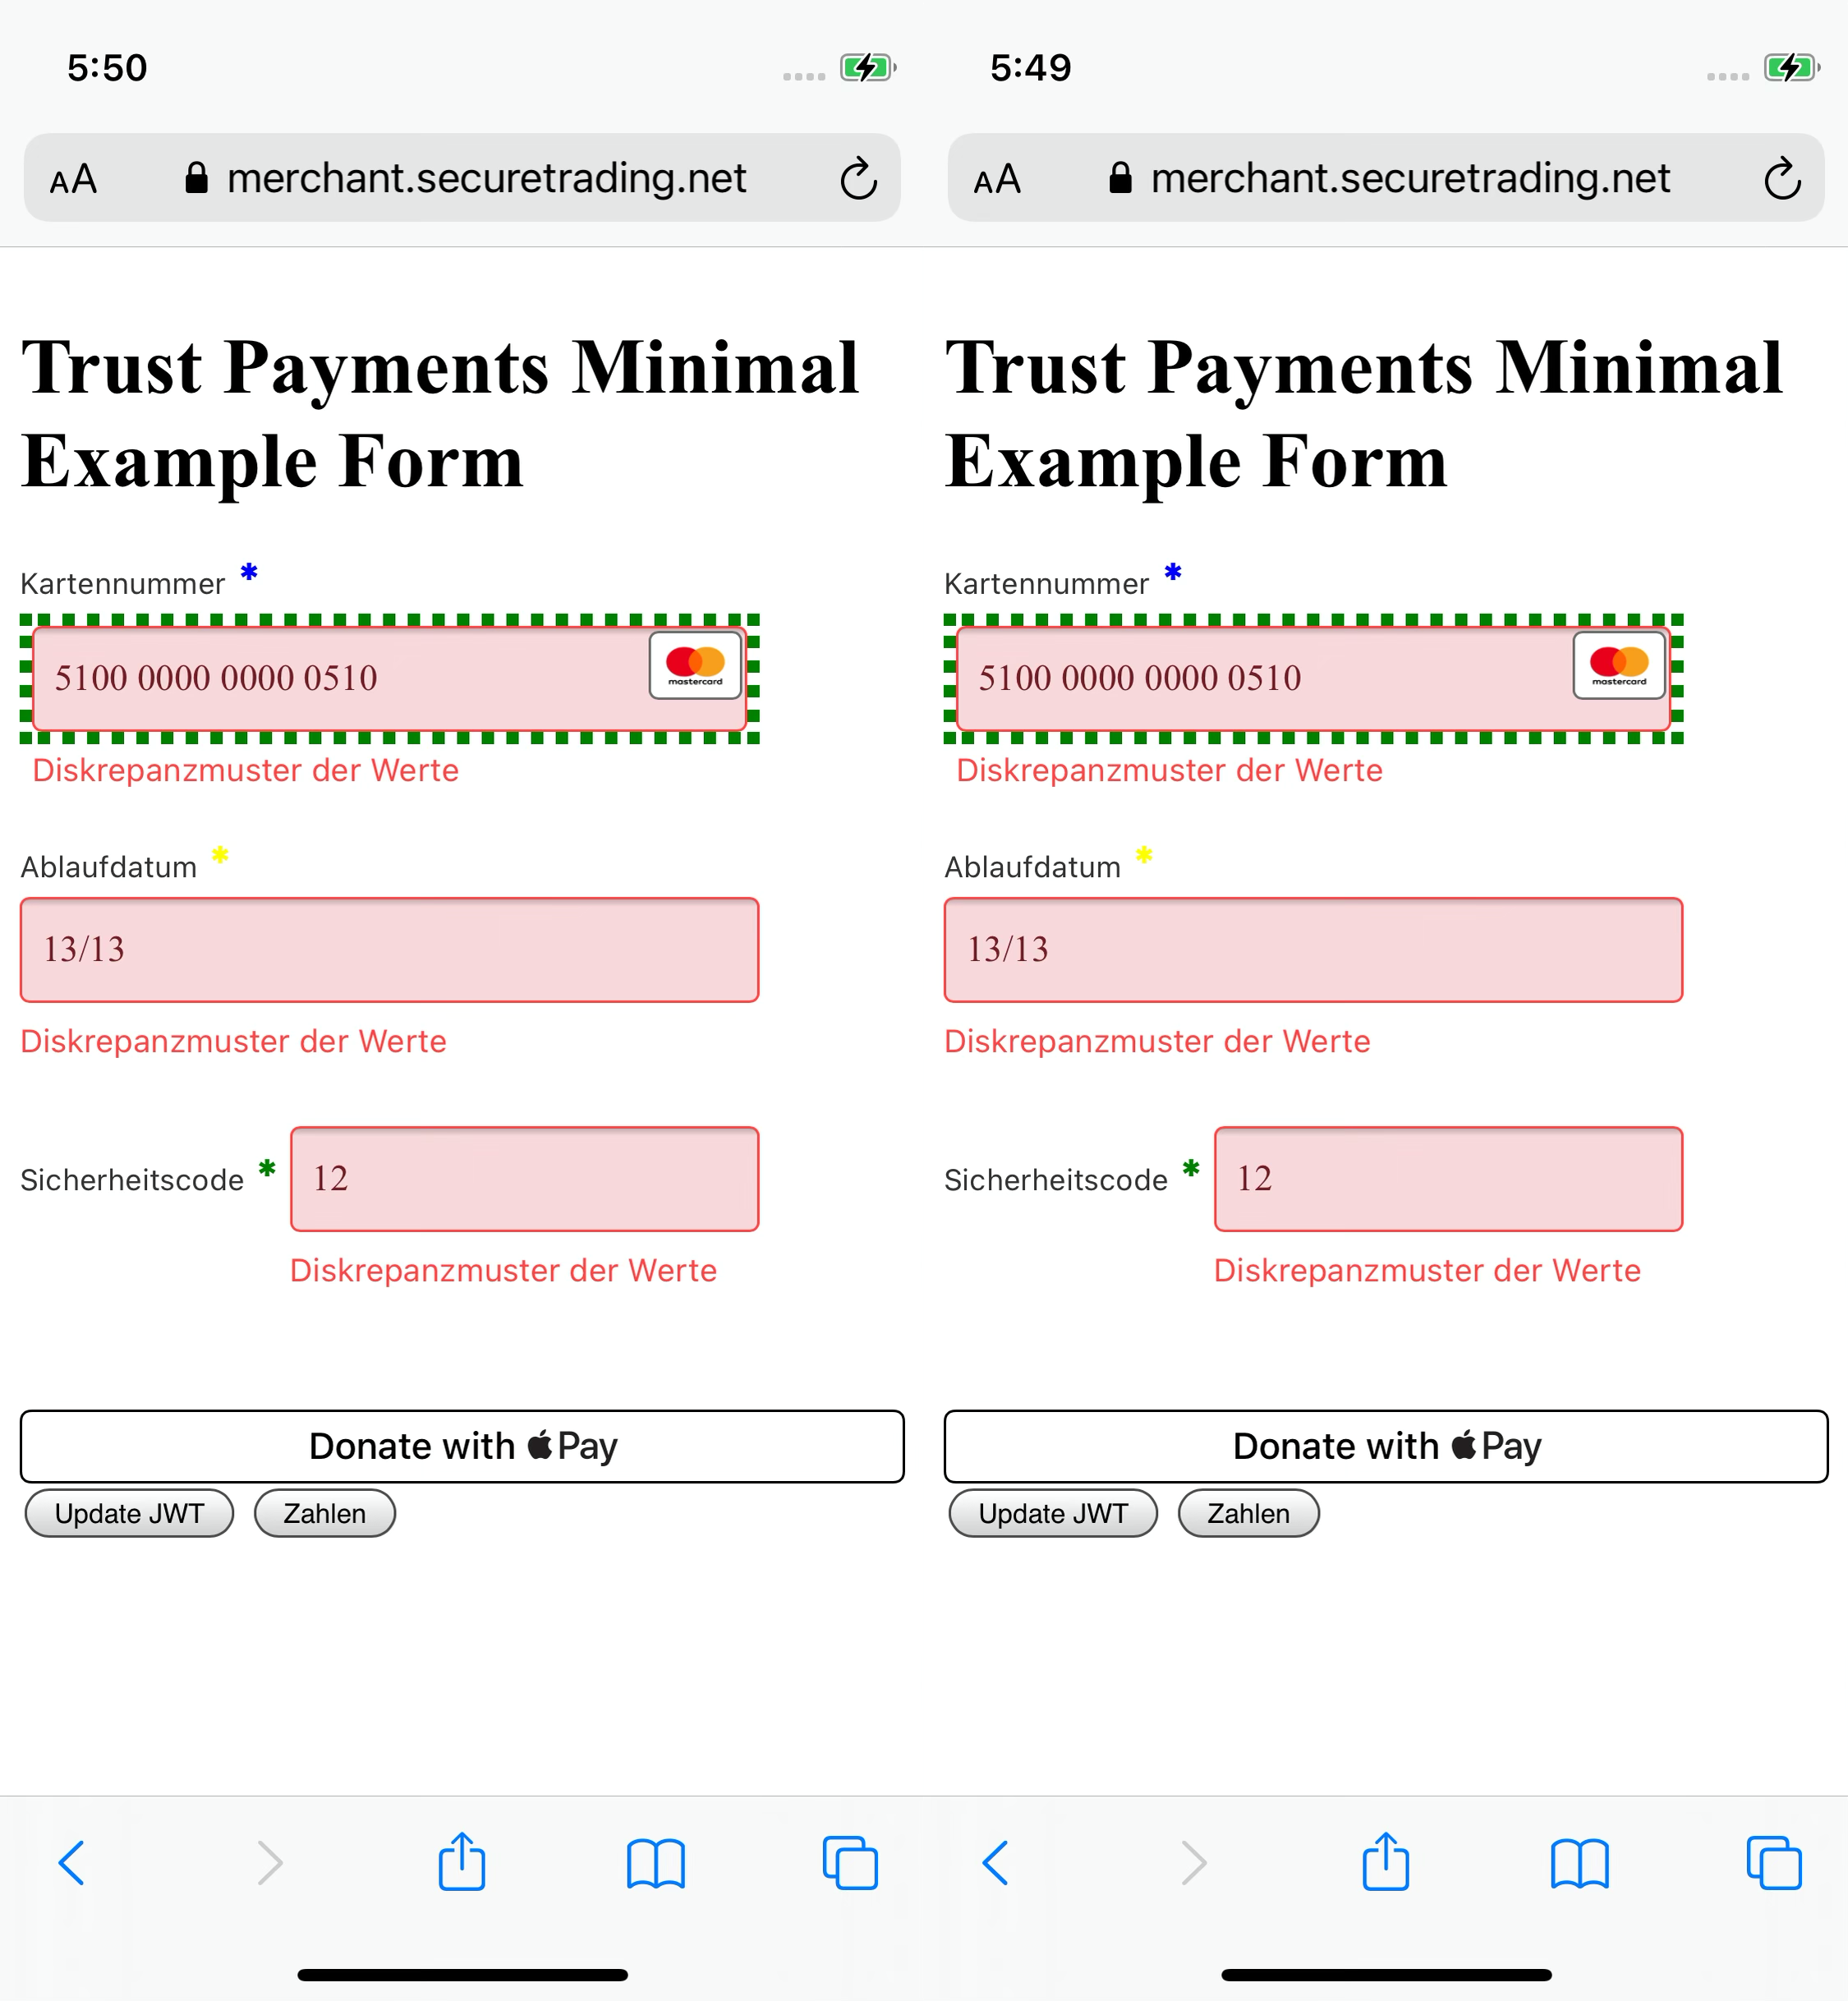 5:50
AA merchant.securetrading.net
Trust Payments Minimal
Example Form
Kartennummer *
5100 0000 0000 0510 mastercard
Diskrepanzmuster der Werte
Ablaufdatum *
13/13
Diskrepanzmuster der Werte
Sicherheitscode * 12
Diskrepanzmuster der Werte
Donate with Pay
Update JWT Zahlen
5:49
AA merchant.securetrading.net
Trust Payments Minimal
Example Form
Kartennummer *
5100 0000 0000 0510 mastercard
Diskrepanzmuster der Werte
Ablaufdatum *
13/13
Diskrepanzmuster der Werte
Sicherheitscode * 12
Diskrepanzmuster der Werte
Donate with Pay
Update JWT Zahlen